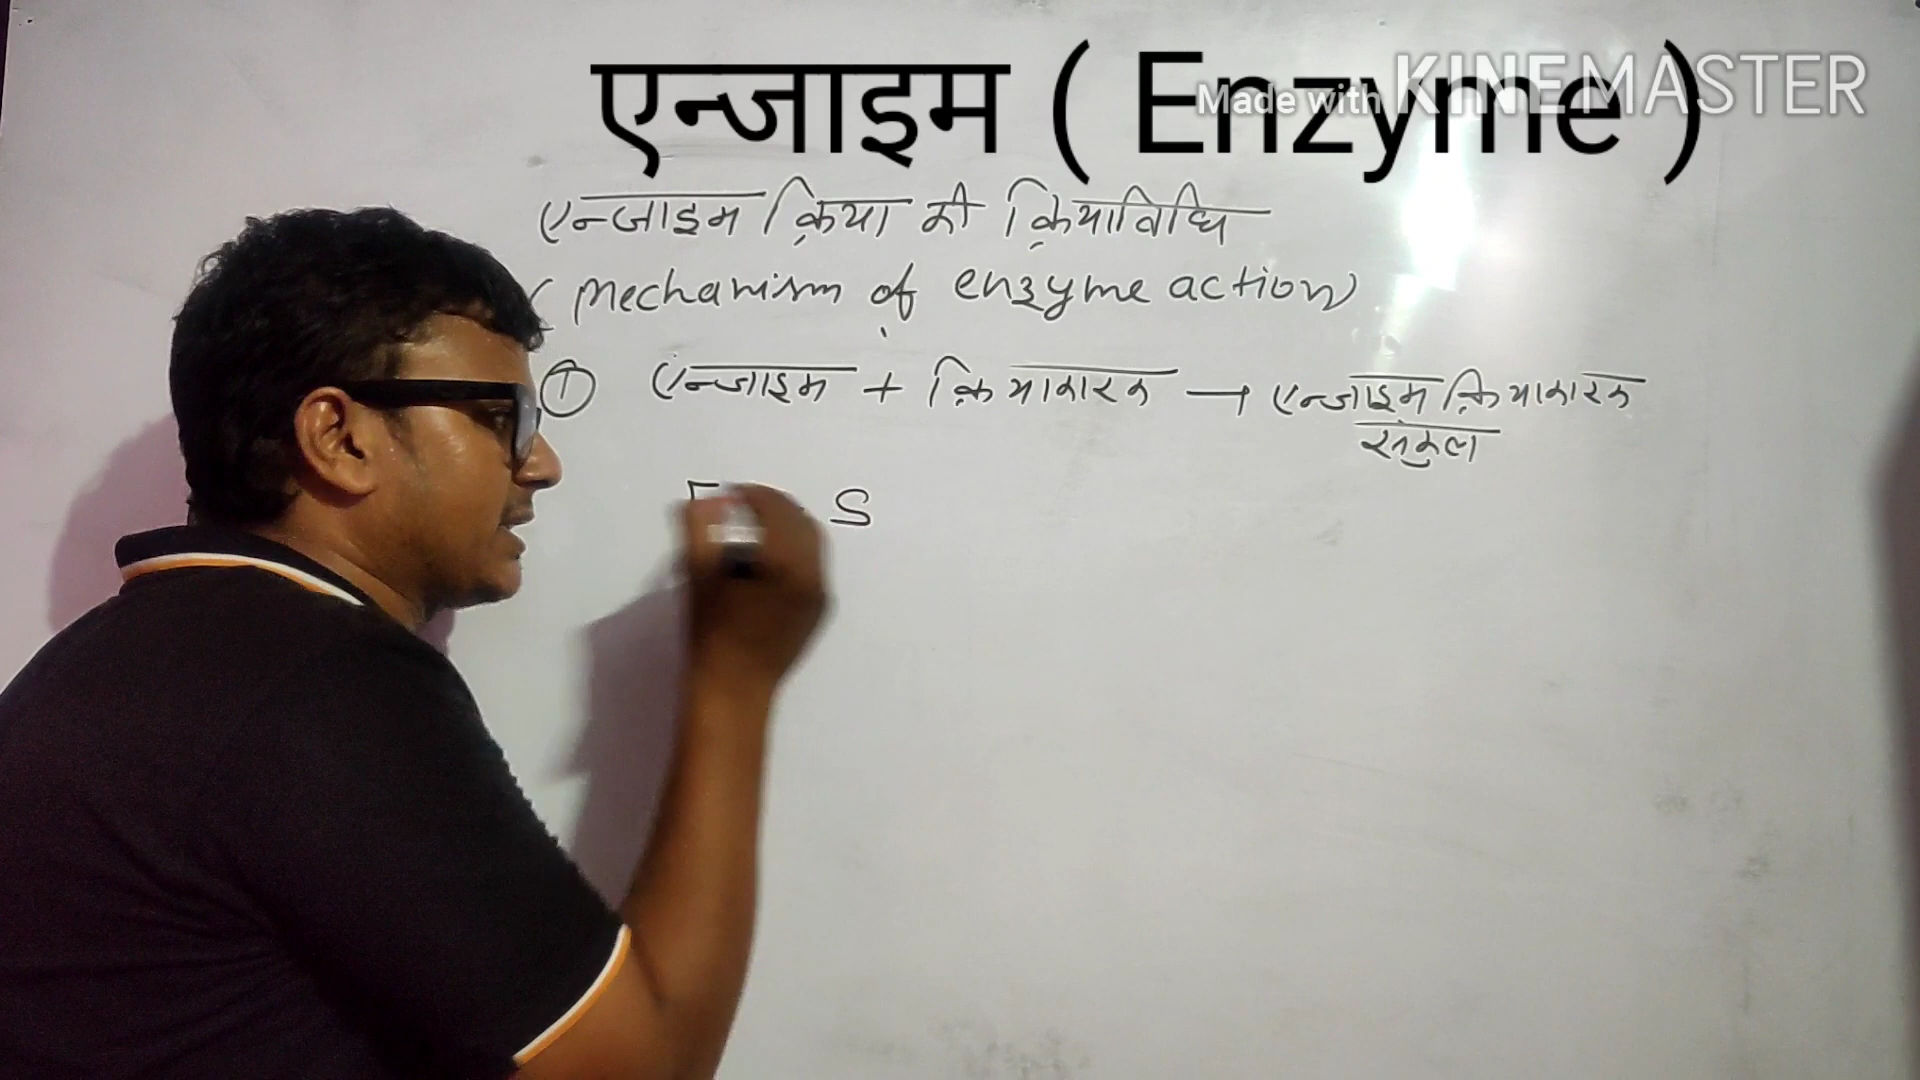 एन्जाइम ( Enzyme )
Made with KINEMASTER
एन्जाइम क्रिया की क्रियाविधि
( Mechanism of enzyme action)
① एन्जाइम + क्रियाकारक → एन्जाइम क्रियाकारक
संकुल
E S